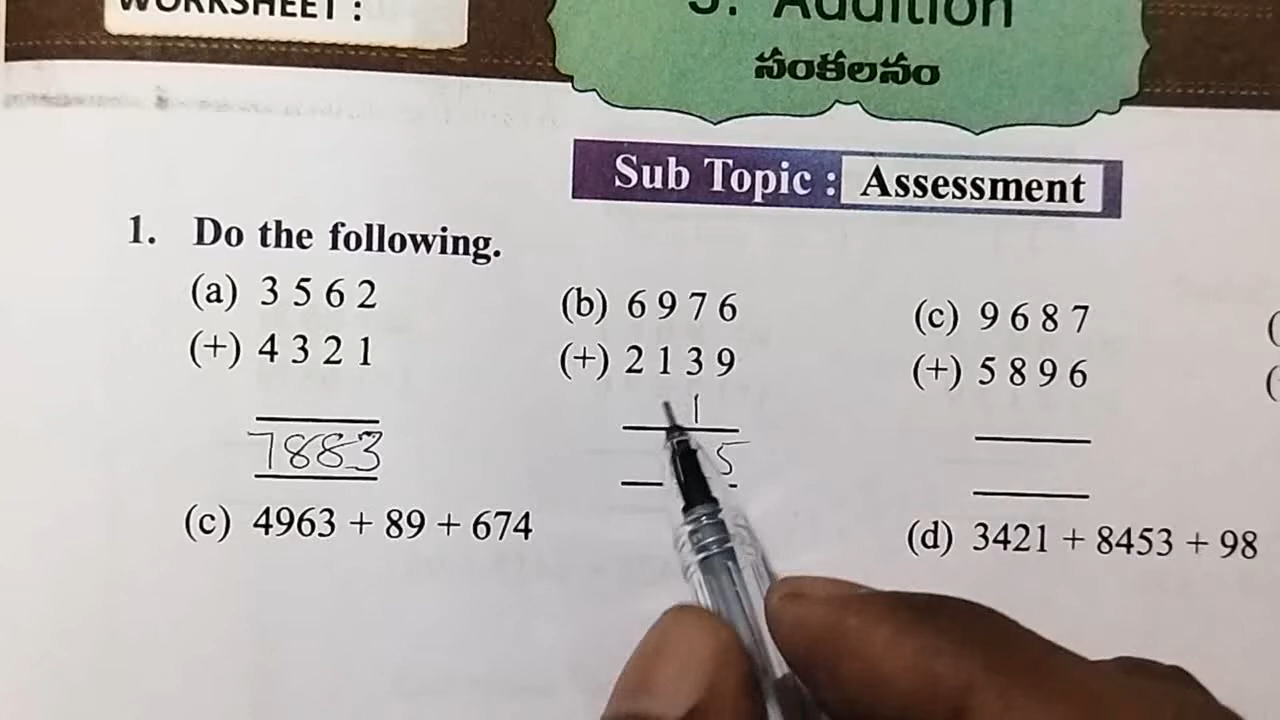 WORKSHEET :
3. Addition
సంకలనం
Sub Topic : Assessment
1. Do the following.
(a) 3 5 6 2 (b) 6 9 7 6 (c) 9 6 8 7 (
(+) 4 3 2 1 (+) 2 1 3 9 (+) 5 8 9 6 (
1
7883 5
(c) 4963 + 89 + 674 (d) 3421 + 8453 + 98